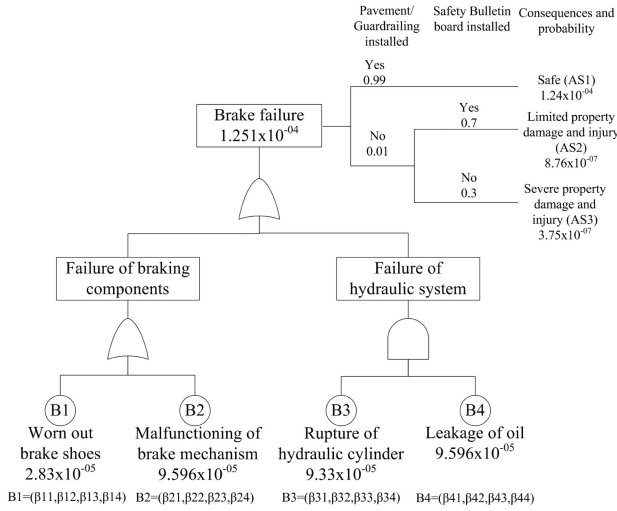 Pavement/
Guardrailing
installed
Safety Bulletin
board installed
Consequences and
probability
Yes
0.99
Safe (AS1)
1.24x10⁻⁰⁴
Brake failure
1.251x10⁻⁰⁴
No
0.01
Yes
0.7
Limited property
damage and injury
(AS2)
8.76x10⁻⁰⁷
No
0.3
Severe property
damage and
injury (AS3)
3.75x10⁻⁰⁷
Failure of braking
components
Failure of
hydraulic system
B1
B2
B3
B4
Worn out
brake shoes
2.83x10⁻⁰⁵
Malfunctioning of
brake mechanism
9.596x10⁻⁰⁵
Rupture of
hydraulic cylinder
9.33x10⁻⁰⁵
Leakage of oil
9.596x10⁻⁰⁵
B1=(β11,β12,β13,β14)
B2=(β21,β22,β23,β24)
B3=(β31,β32,β33,β34)
B4=(β41,β42,β43,β44)